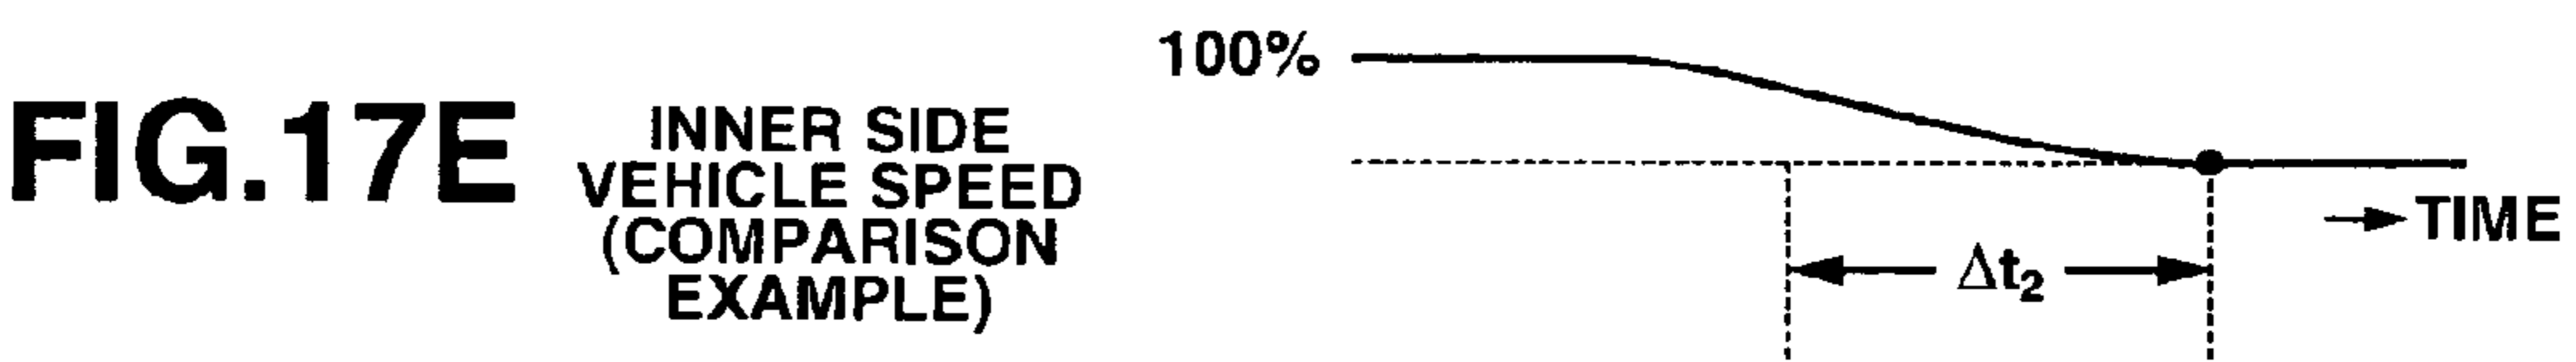 FIG.17E
INNER SIDE
VEHICLE SPEED
(COMPARISON
EXAMPLE)
100%
Δt₂
TIME